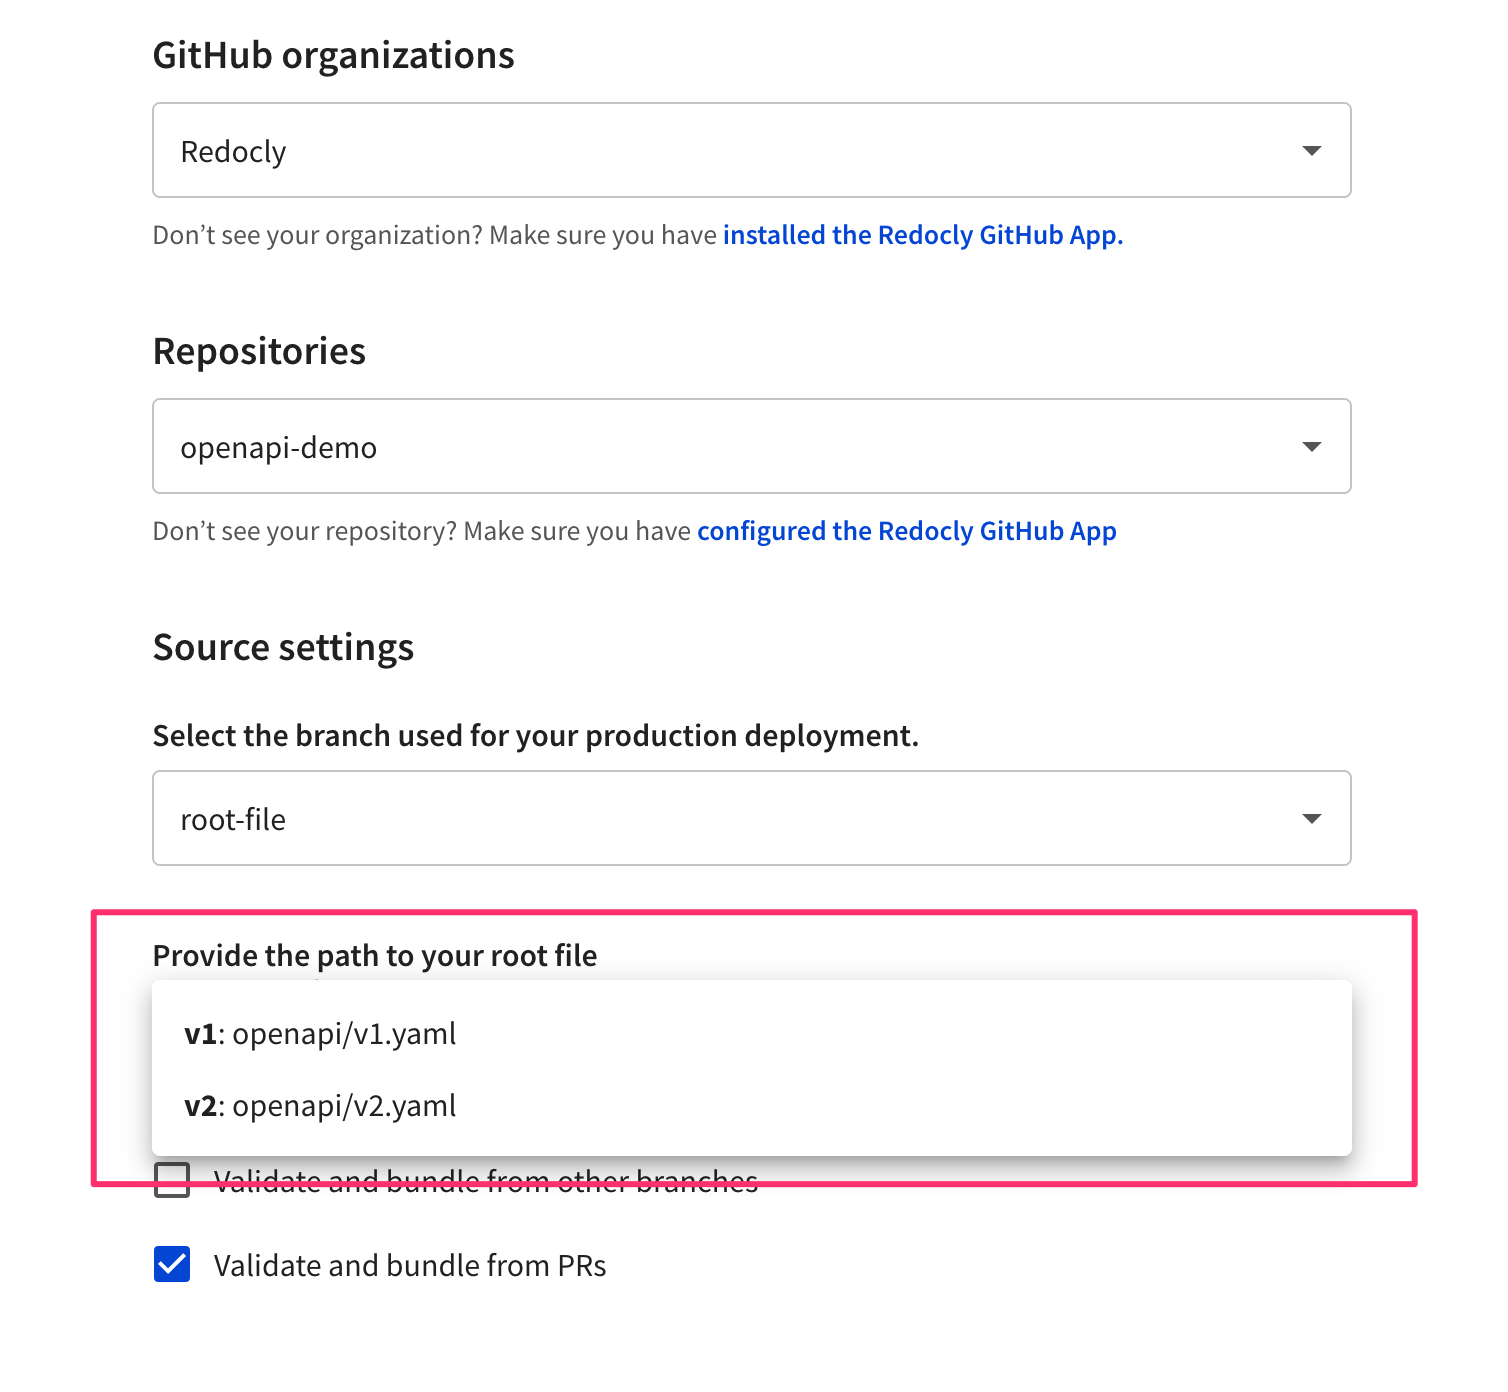 GitHub organizations
Redocly
Don’t see your organization? Make sure you have installed the Redocly GitHub App.
Repositories
openapi-demo
Don’t see your repository? Make sure you have configured the Redocly GitHub App
Source settings
Select the branch used for your production deployment.
root-file
Provide the path to your root file
v1: openapi/v1.yaml
v2: openapi/v2.yaml
Validate and bundle from other branches
Validate and bundle from PRs